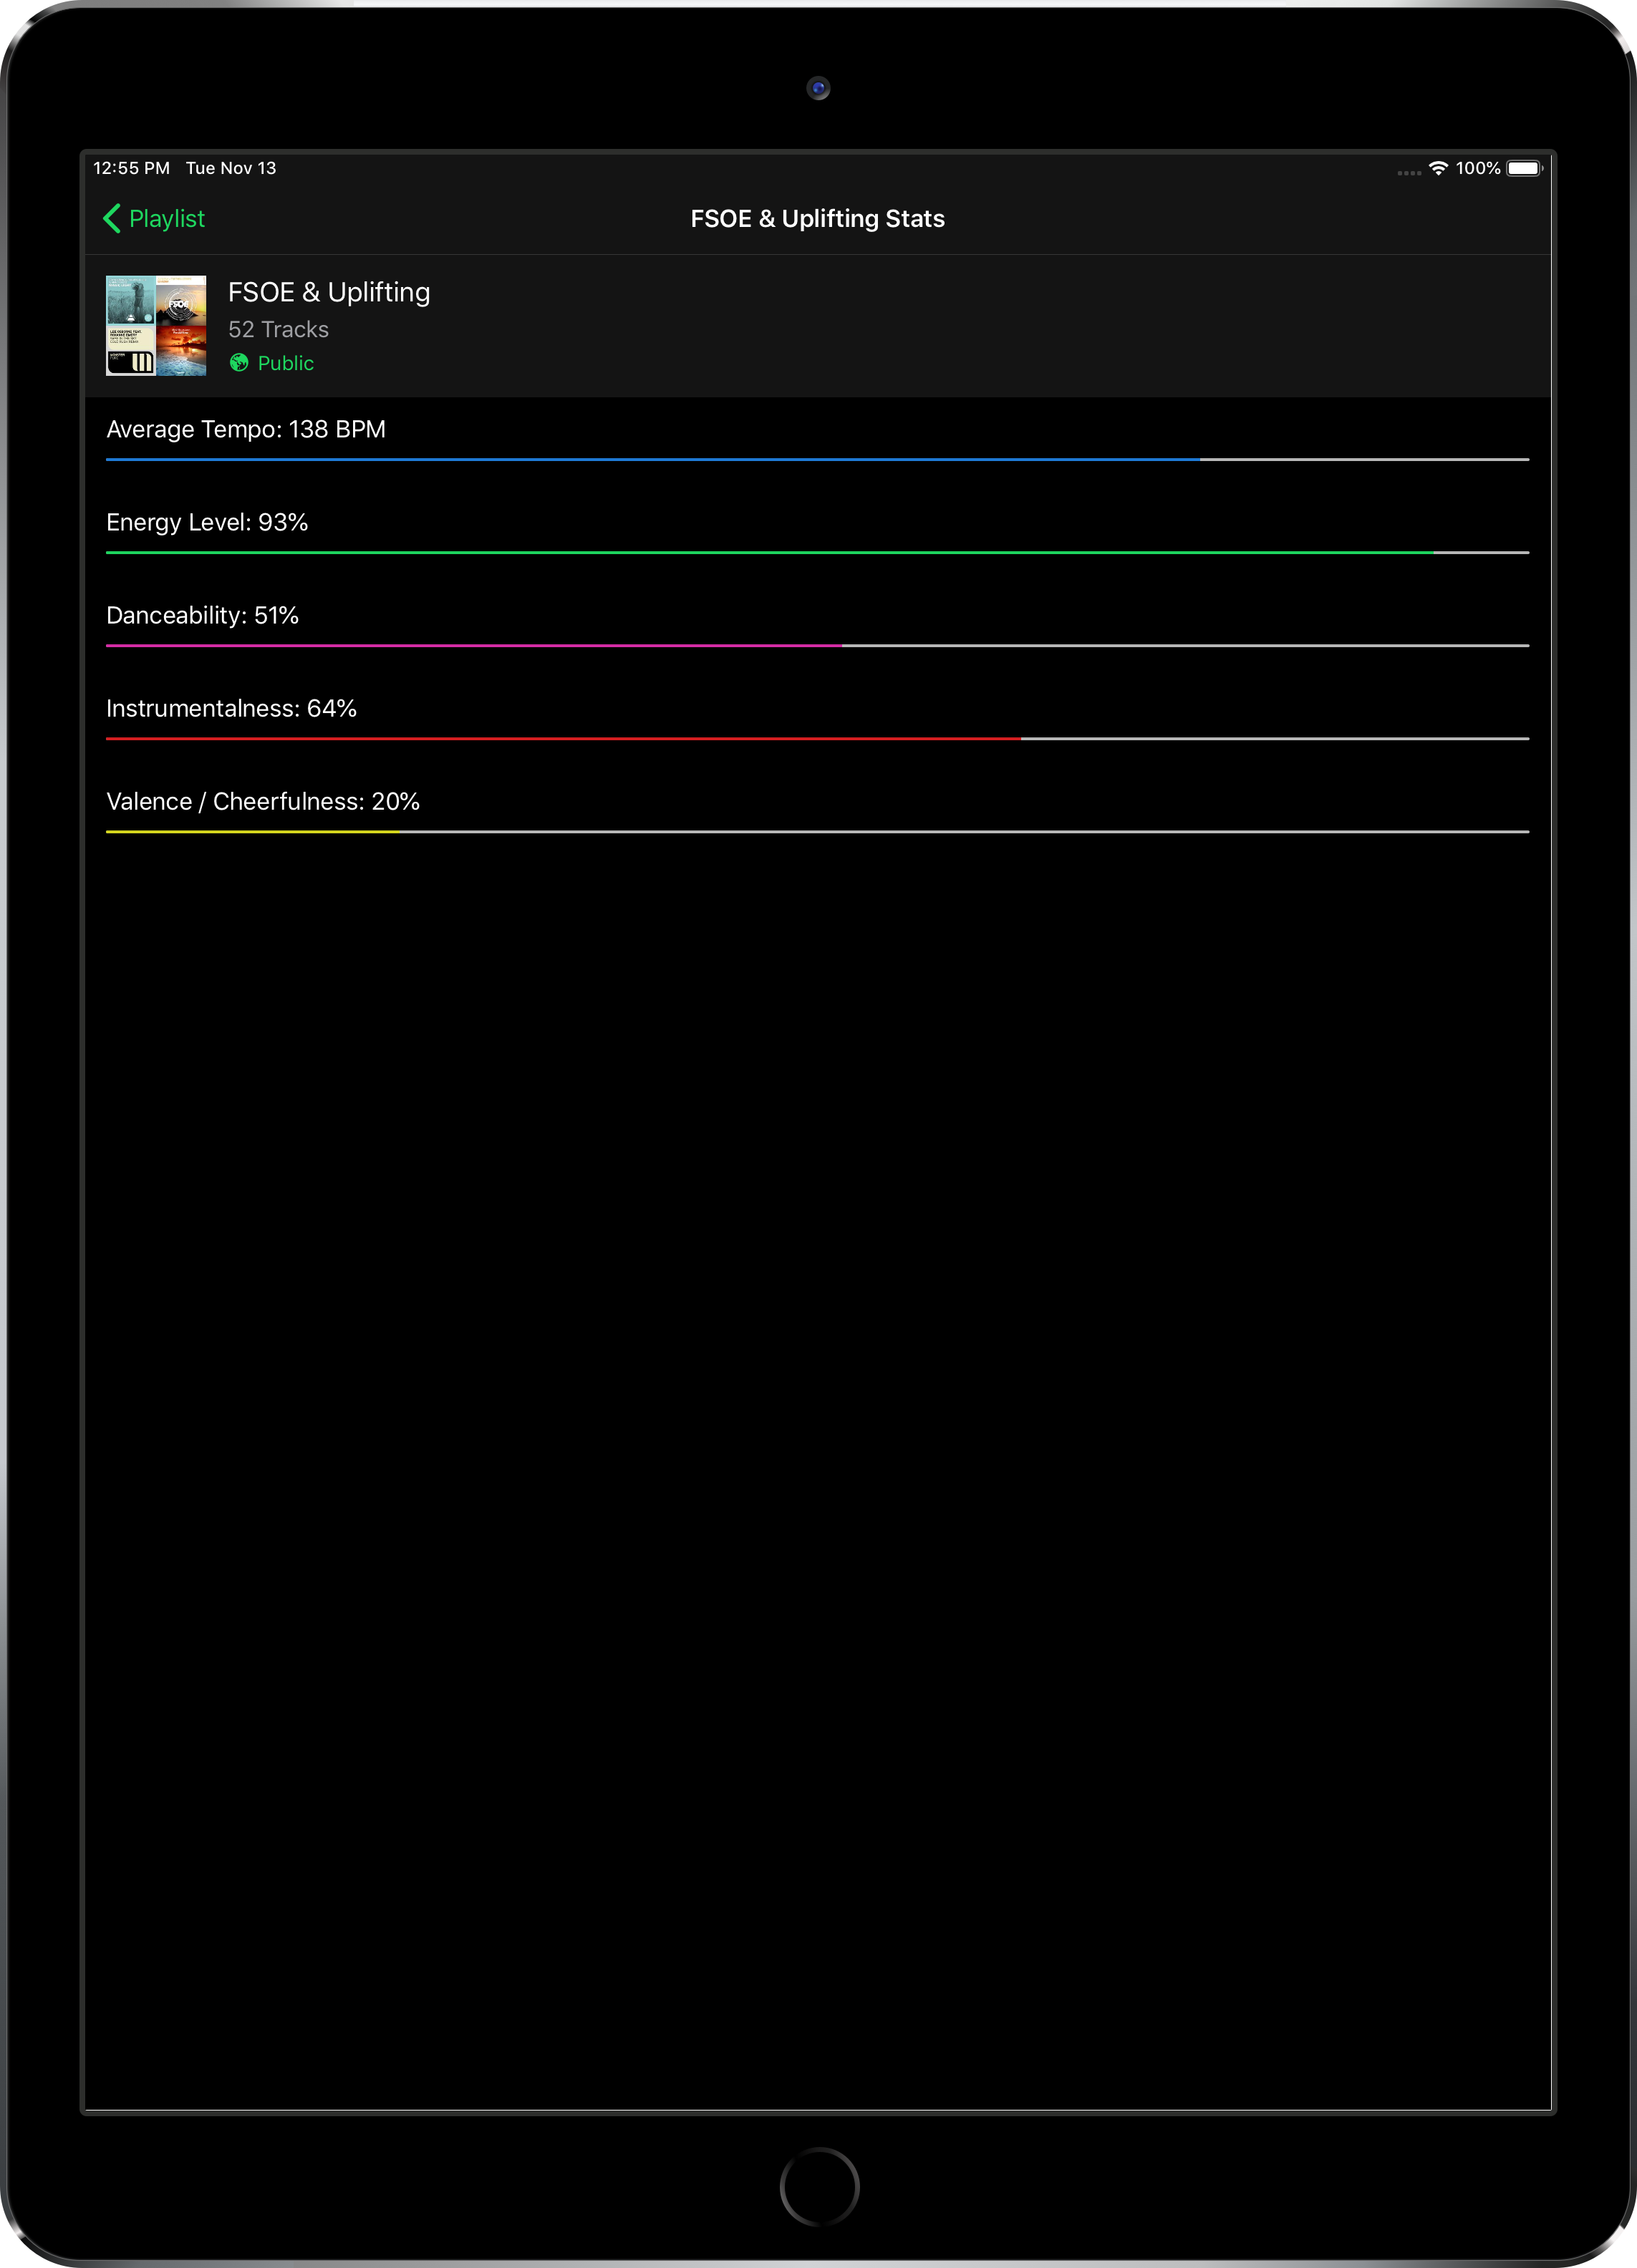 12:55 PM Tue Nov 13 100%
Playlist FSOE & Uplifting Stats
FSOE & Uplifting
52 Tracks
Public
FSOE
Average Tempo: 138 BPM
Energy Level: 93%
Danceability: 51%
Instrumentalness: 64%
Valence / Cheerfulness: 20%